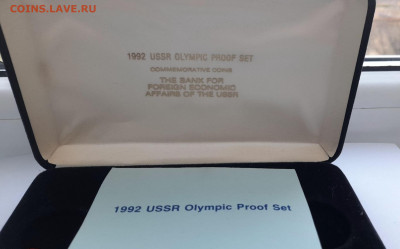 COINS.LAVE.RU
1992 USSR OLYMPIC PROOF SET
COMMEMORATIVE COINS
THE BANK FOR
FOREIGN ECONOMIC
AFFAIRS OF THE USSR
1992 USSR Olympic Proof Set